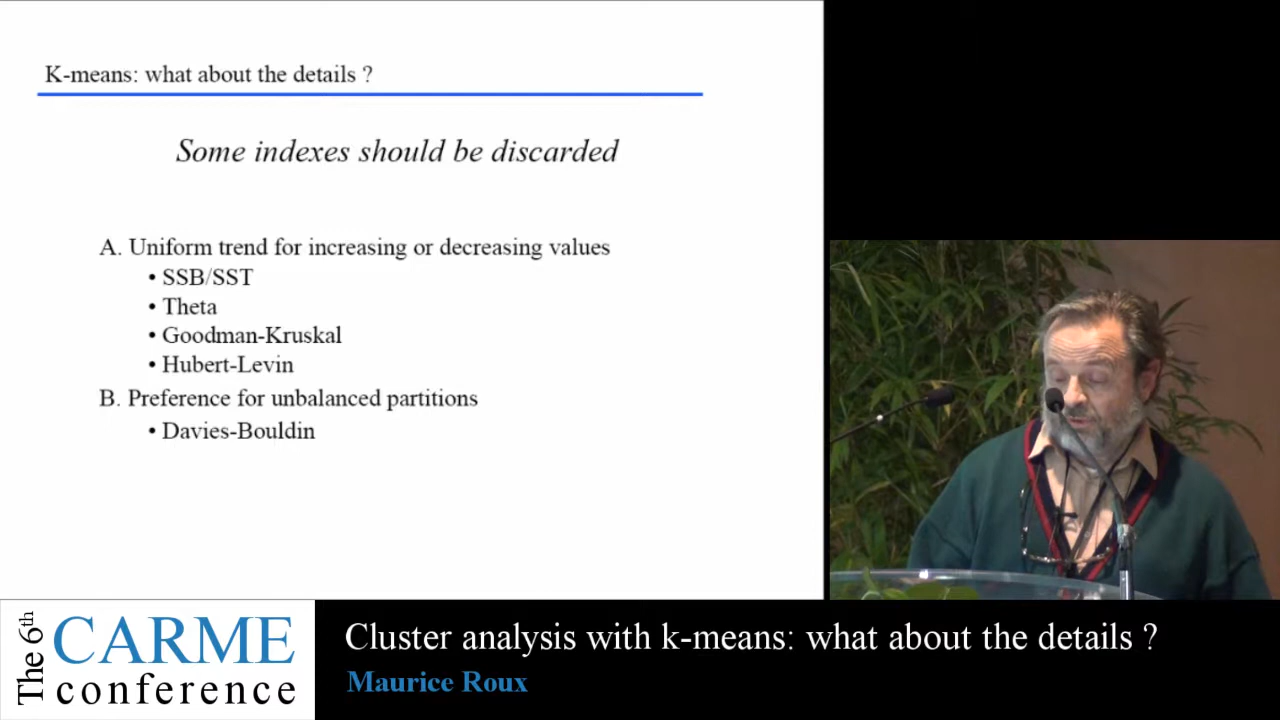 K-means: what about the details ?
Some indexes should be discarded
A. Uniform trend for increasing or decreasing values
• SSB/SST
• Theta
• Goodman-Kruskal
• Hubert-Levin
B. Preference for unbalanced partitions
• Davies-Bouldin
The 6th
CARME
conference
Cluster analysis with k-means: what about the details ?
Maurice Roux